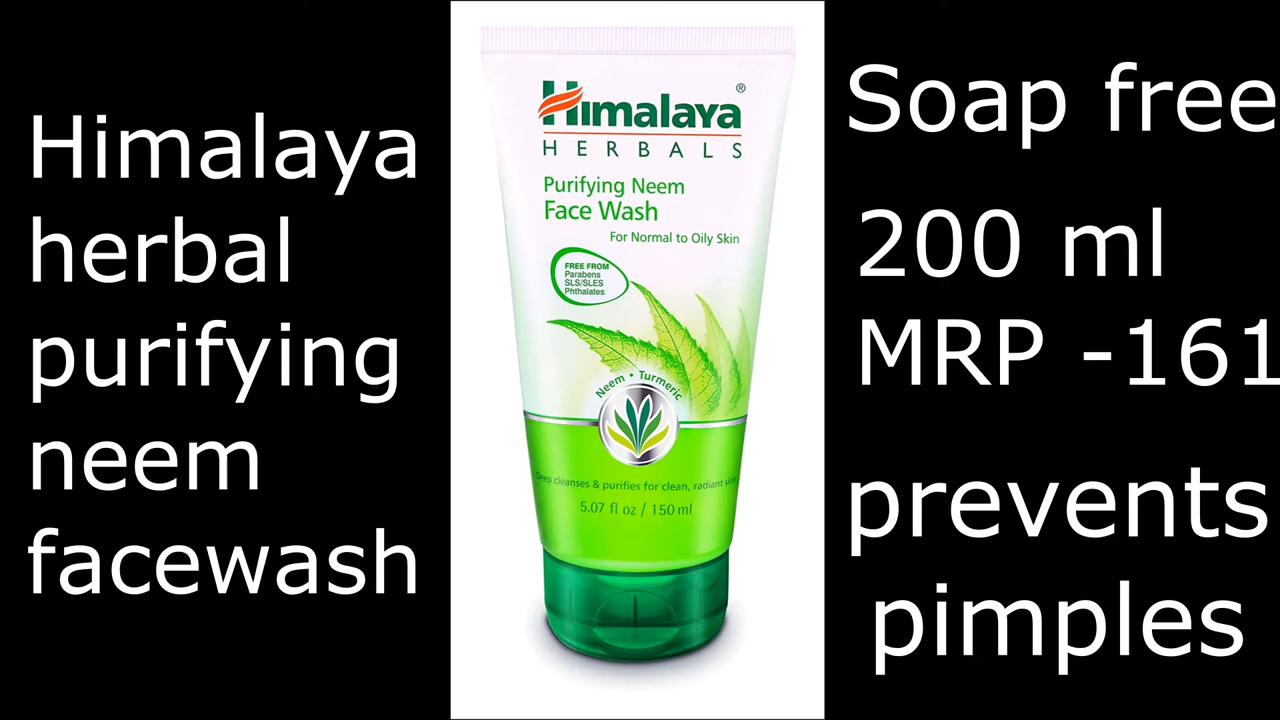 Himalaya
herbal
purifying
neem
facewash
Himalaya®
HERBALS
Purifying Neem
Face Wash
For Normal to Oily Skin
FREE FROM
Parabens
SLS/SLES
Phthalates
Neem • Turmeric
Deep cleanses & purifies for clean, radiant skin
5.07 fl oz / 150 ml
Soap free
200 ml
MRP -161
prevents
pimples